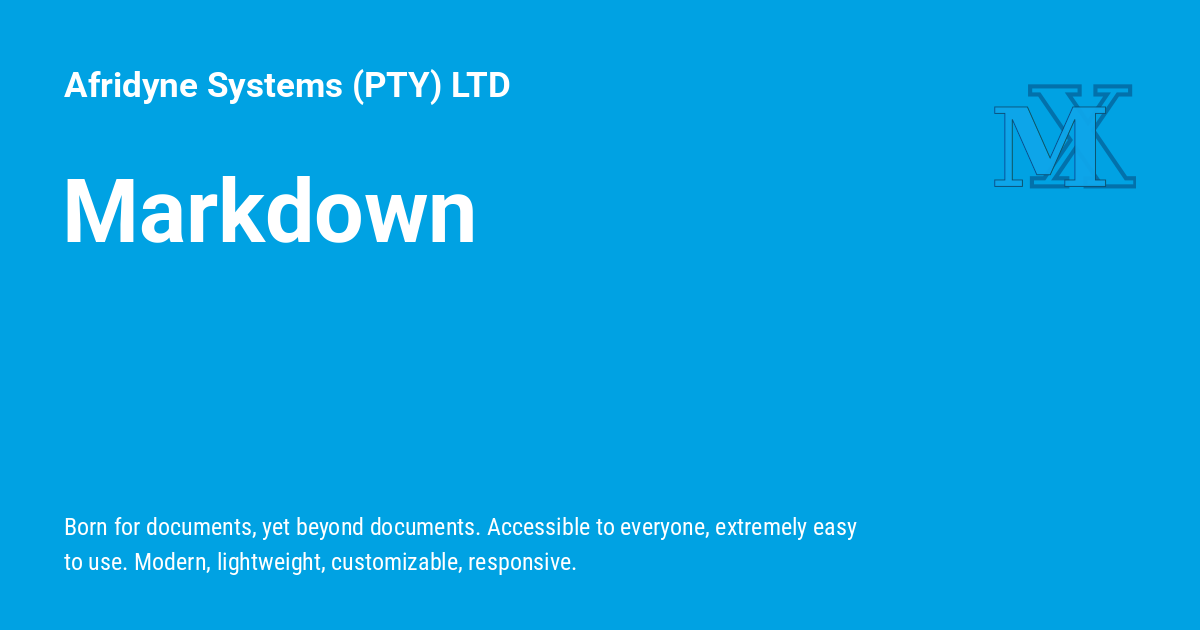 Afridyne Systems (PTY) LTD
MX
Markdown
Born for documents, yet beyond documents. Accessible to everyone, extremely easy
to use. Modern, lightweight, customizable, responsive.